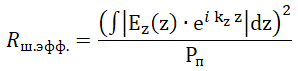 R_ш.эфф. = (∫|E_z(z) · e^{i k_z z}|dz)² / P_п